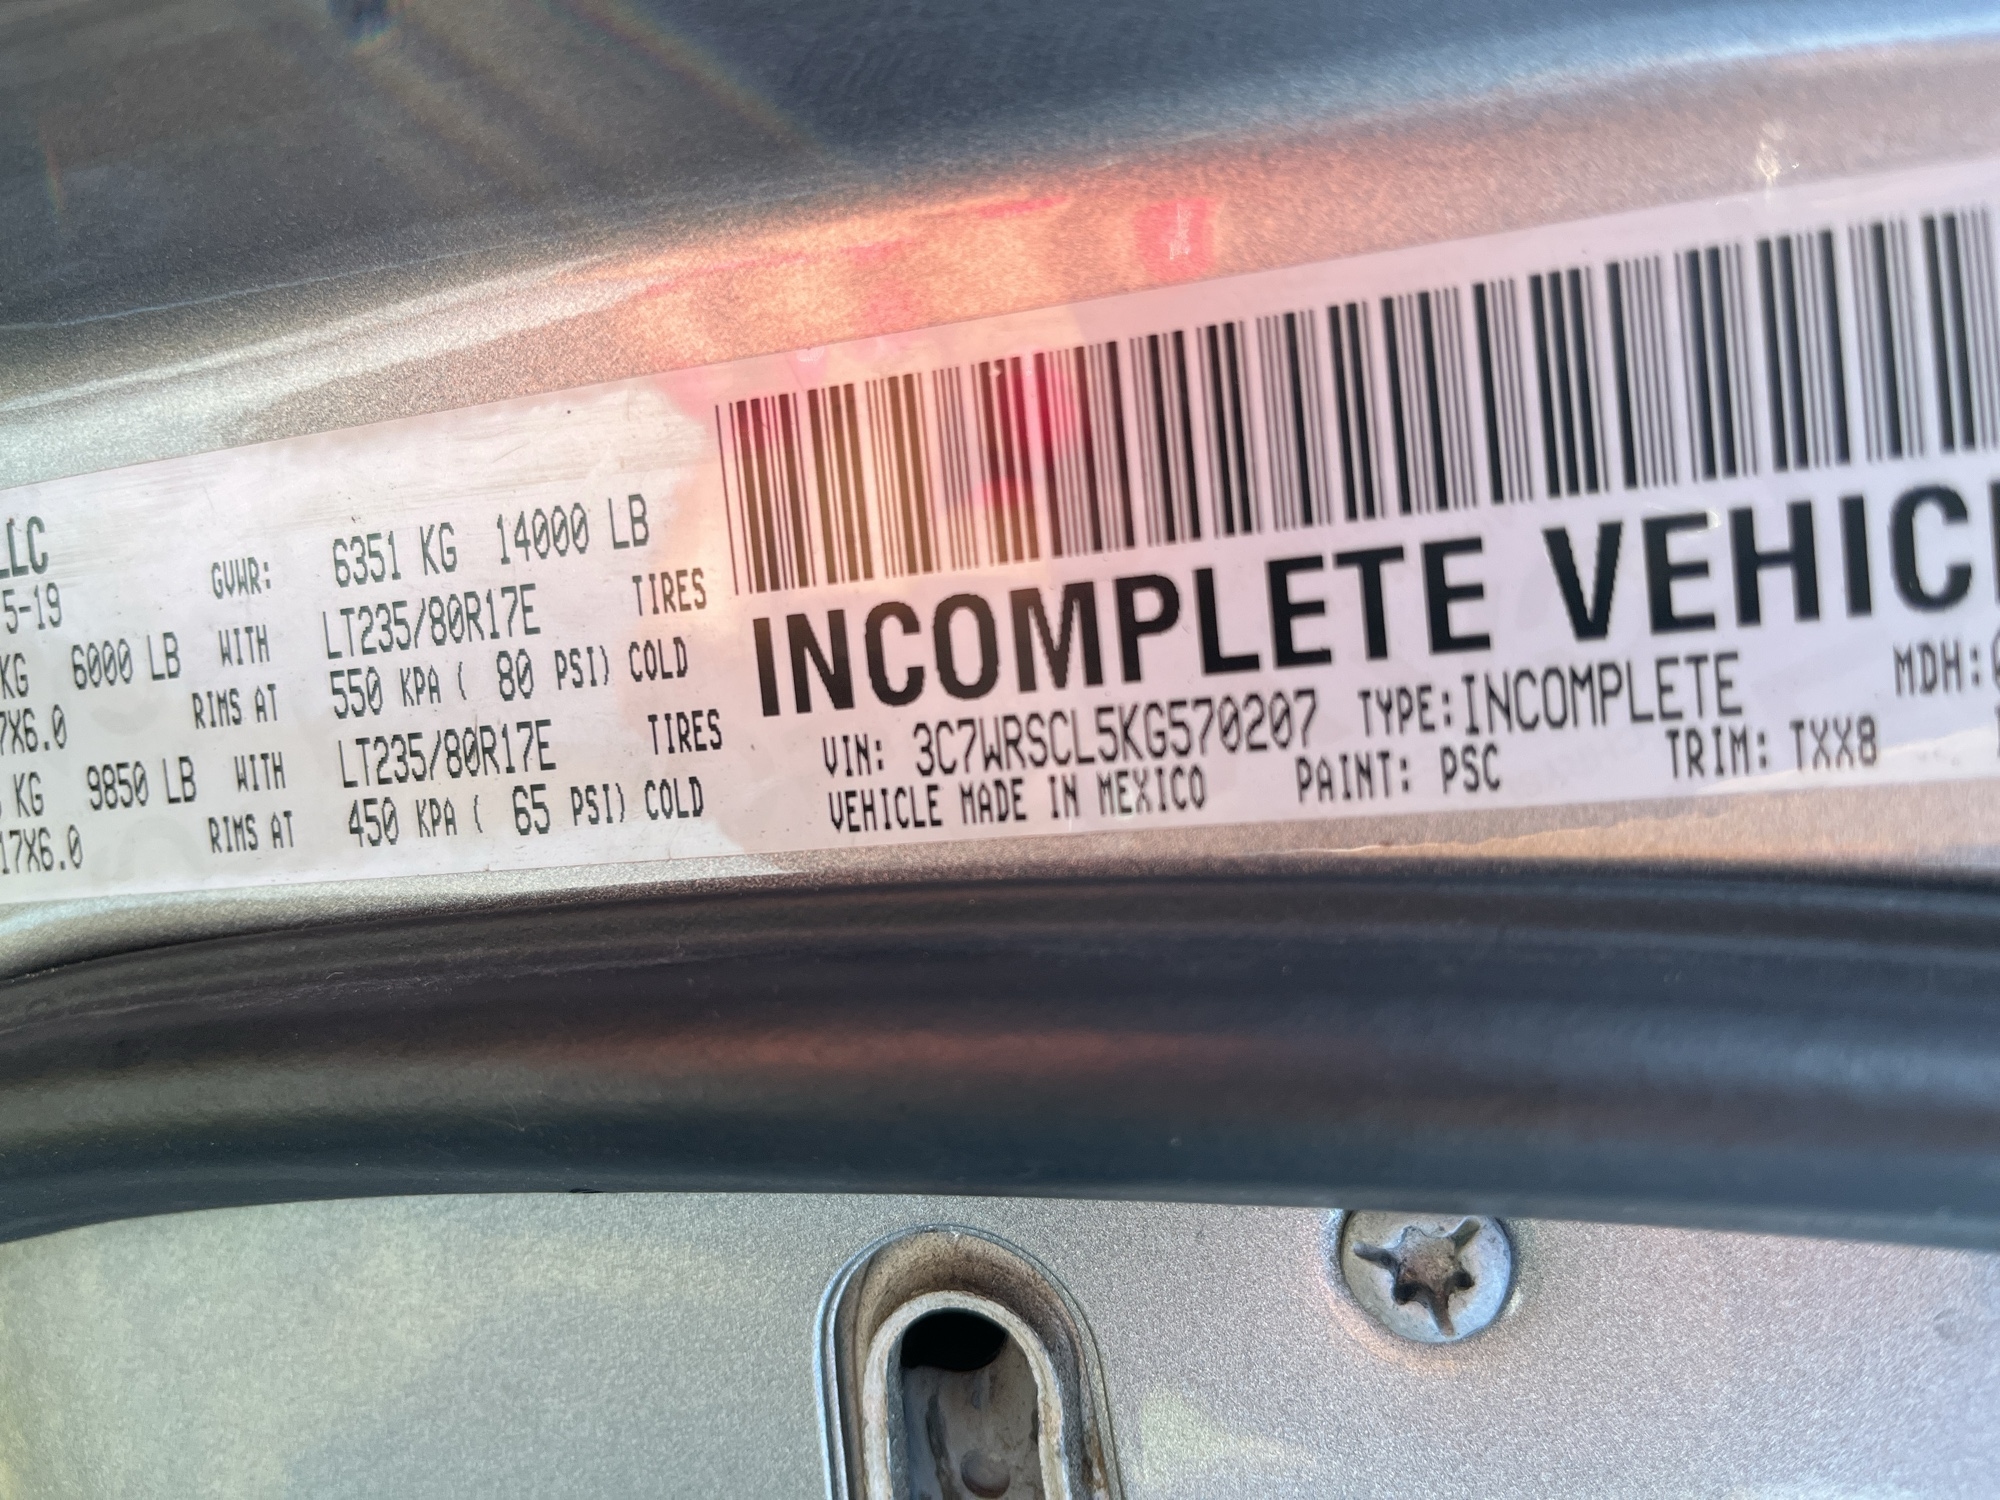 LLC
5-19
GVWR: 6351 KG 14000 LB
KG 6000 LB WITH LT235/80R17E TIRES
7X6.0 RIMS AT 550 KPA ( 80 PSI) COLD
KG 9850 LB WITH LT235/80R17E TIRES
17X6.0 RIMS AT 450 KPA ( 65 PSI) COLD
INCOMPLETE VEHIC
VIN: 3C7WRSCL5KG570207 TYPE: INCOMPLETE MDH:
VEHICLE MADE IN MEXICO PAINT: PSC TRIM: TXX8